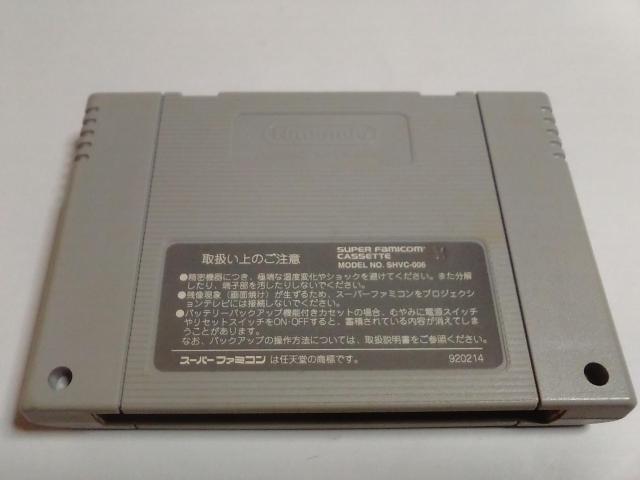 Nintendo
取扱い上のご注意
SUPER FAMICOM
CASSETTE
MODEL NO. SHVC-006
●精密機器につき、極端な温度変化やショックを避けてください。また分解
したり、端子部を汚したりしないでください。
●残像現象(画面焼け)が生ずるため、スーパーファミコンをプロジェクシ
ョンテレビには接続しないでください。
●バッテリーバックアップ機能付きカセットの場合、むやみに電源スイッチ
やリセットスイッチをON·OFFすると、蓄積されている内容が消えてしま
うことがあります。
なお、バックアップの操作方法については、取扱説明書をご参照ください。
スーパーファミコンは任天堂の商標です。
920214